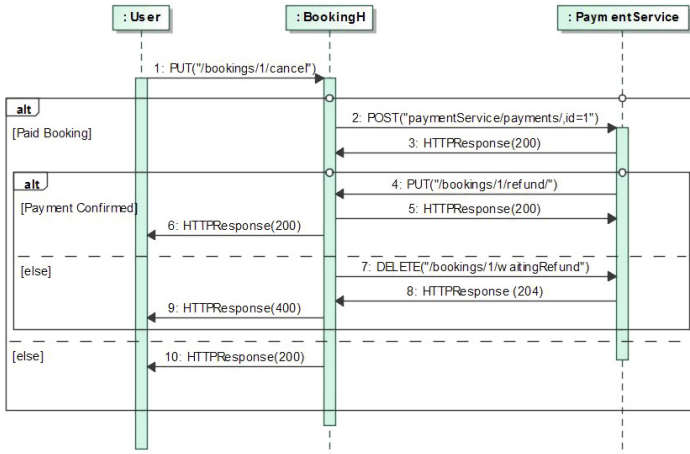 : User
: BookingH
: PaymentService
1: PUT("/bookings/1/cancel")
alt
[Paid Booking]
2: POST("paymentService/payments/,id=1")
3: HTTPResponse(200)
alt
4: PUT("/bookings/1/refund/")
[Payment Confirmed]
5: HTTPResponse(200)
6: HTTPResponse(200)
[else]
7: DELETE("/bookings/1/waitingRefund")
8: HTTPResponse (204)
9: HTTPResponse(400)
[else]
10: HTTPResponse(200)